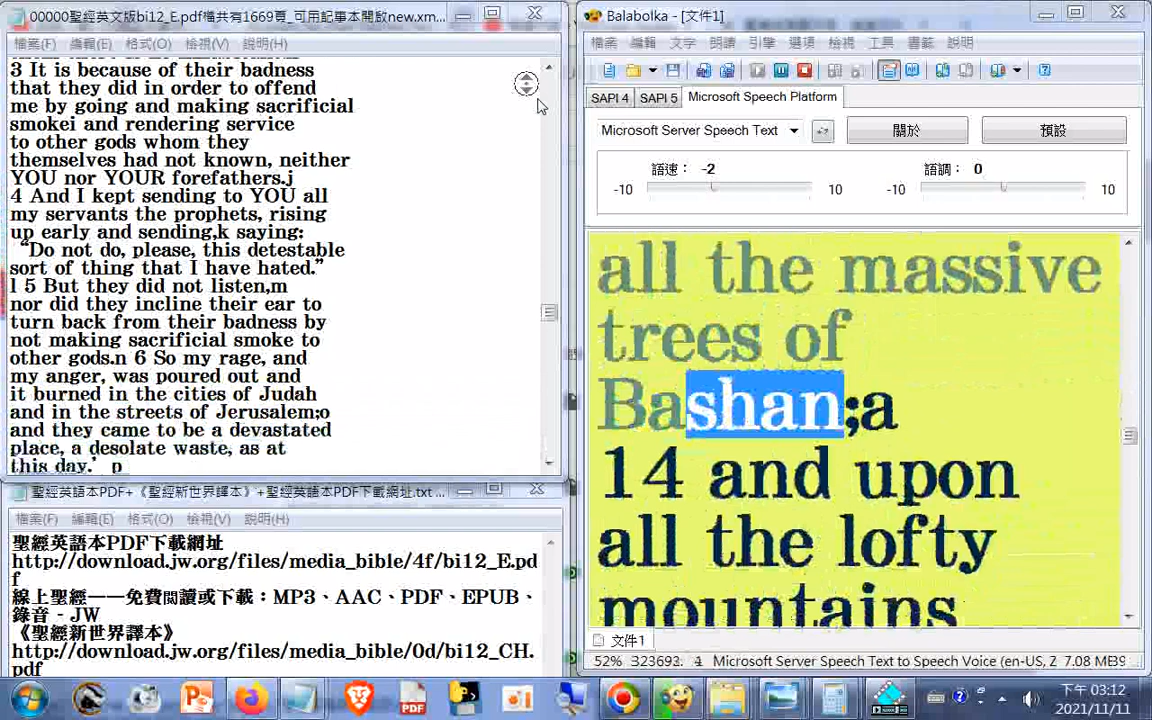 00000聖經英文版bi12_E.pdf檔共有1669頁_可用記事本開啟new.xm...
檔案(F) 編輯(E) 格式(O) 檢視(V) 說明(H)
3 It is because of their badness
that they did in order to offend
me by going and making sacrificial
smokei and rendering service
to other gods whom they
themselves had not known, neither
YOU nor YOUR forefathers.j
4 And I kept sending to YOU all
my servants the prophets, rising
up early and sending,k saying:
“Do not do, please, this detestable
sort of thing that I have hated.”
l 5 But they did not listen,m
nor did they incline their ear to
turn back from their badness by
not making sacrificial smoke to
other gods.n 6 So my rage, and
my anger, was poured out and
it burned in the cities of Judah
and in the streets of Jerusalem;o
and they came to be a devastated
place, a desolate waste, as at
this day.’ p
聖經英語本PDF+《聖經新世界譯本》+聖經英語本PDF下載網址.txt ...
檔案(F) 編輯(E) 格式(O) 檢視(V) 說明(H)
聖經英語本PDF下載網址
http://download.jw.org/files/media_bible/4f/bi12_E.pd
f
線上聖經──免費閱讀或下載：MP3、AAC、PDF、EPUB、
錄音 - JW
《聖經新世界譯本》
http://download.jw.org/files/media_bible/0d/bi12_CH.
pdf
Balabolka - [文件1]
檔案 編輯 文字 朗讀 引擎 選項 檢視 工具 書籤 說明
SAPI 4 SAPI 5 Microsoft Speech Platform
Microsoft Server Speech Text 關於 預設
語速： -2 語調： 0
-10 10 -10 10
all the massive
trees of
Bashan;a
14 and upon
all the lofty
mountains
文件1
52% 323693. 4 Microsoft Server Speech Text to Speech Voice (en-US, Z 7.08 MB
下午 03:12
2021/11/11